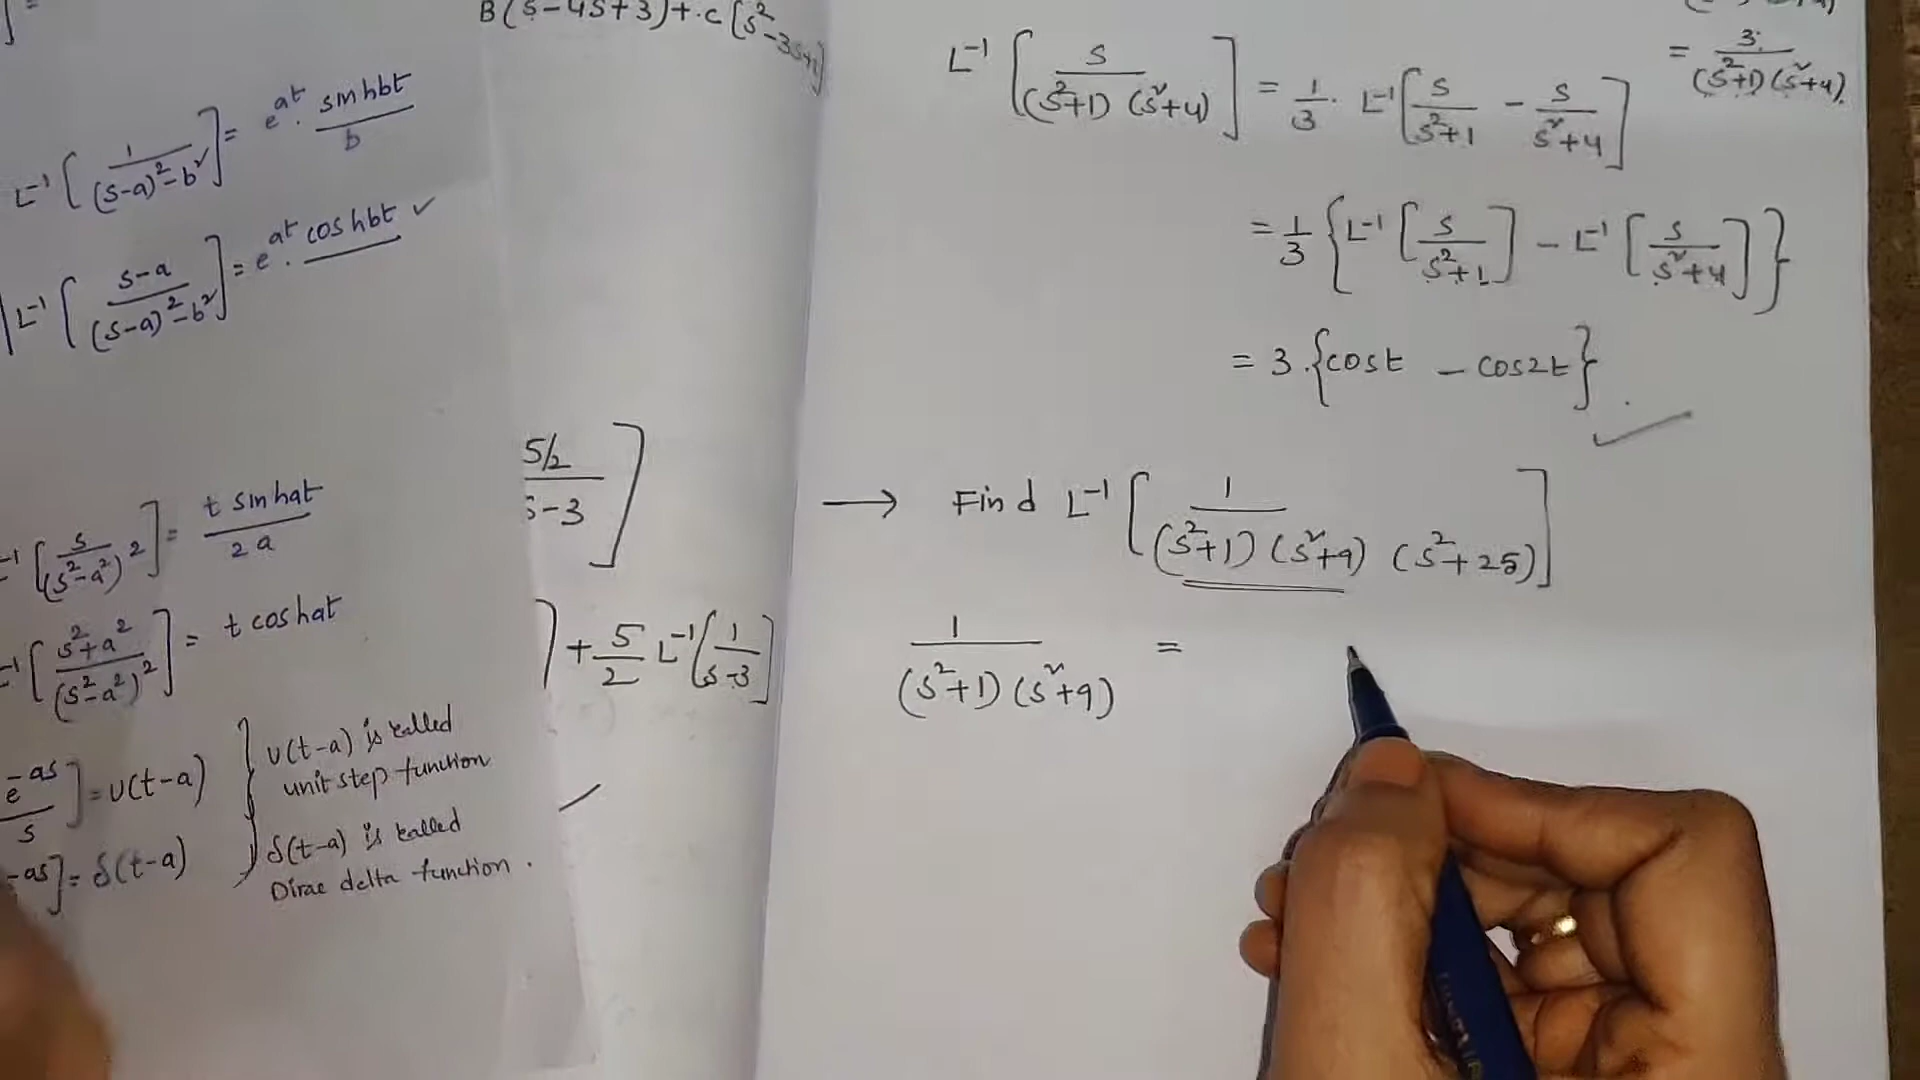 B(s-4s+3)+.c[s²-3s+
L⁻¹[1/((s-a)²-b²)] = e^at . sinhbt/b
L⁻¹[(s-a)/((s-a)²-b²)] = e^at . coshbt ✓
[s/(s²-a²)²] = t sinhat/2a
[(s²+a²)/(s²-a²)²] = t coshat
e^-as/s] = u(t-a)
-as] = δ(t-a)
u(t-a) is called
unit step function
δ(t-a) is called
Dirac delta function.
5/2
s-3]
] + 5/2 L⁻¹[1/(s-3)]
= 3/((s²+1)(s²+4))
L⁻¹[s/((s²+1)(s²+4))] = 1/3 . L⁻¹[s/(s²+1) - s/(s²+4)]
= 1/3 {L⁻¹[s/(s²+1)] - L⁻¹[s/(s²+4)]}
= 3.{cost - cos2t}.
→ Find L⁻¹[1/((s²+1)(s²+9)(s²+25))]
1/((s²+1)(s²+9)) =